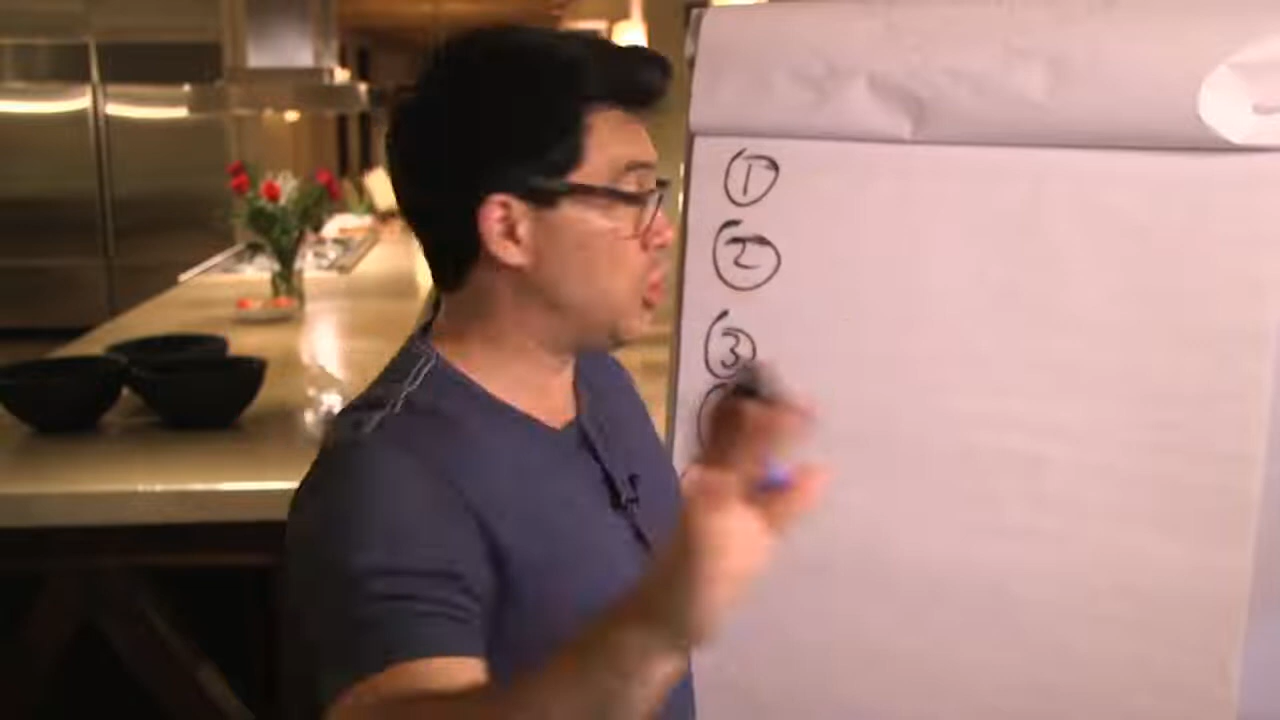 ①
②
③